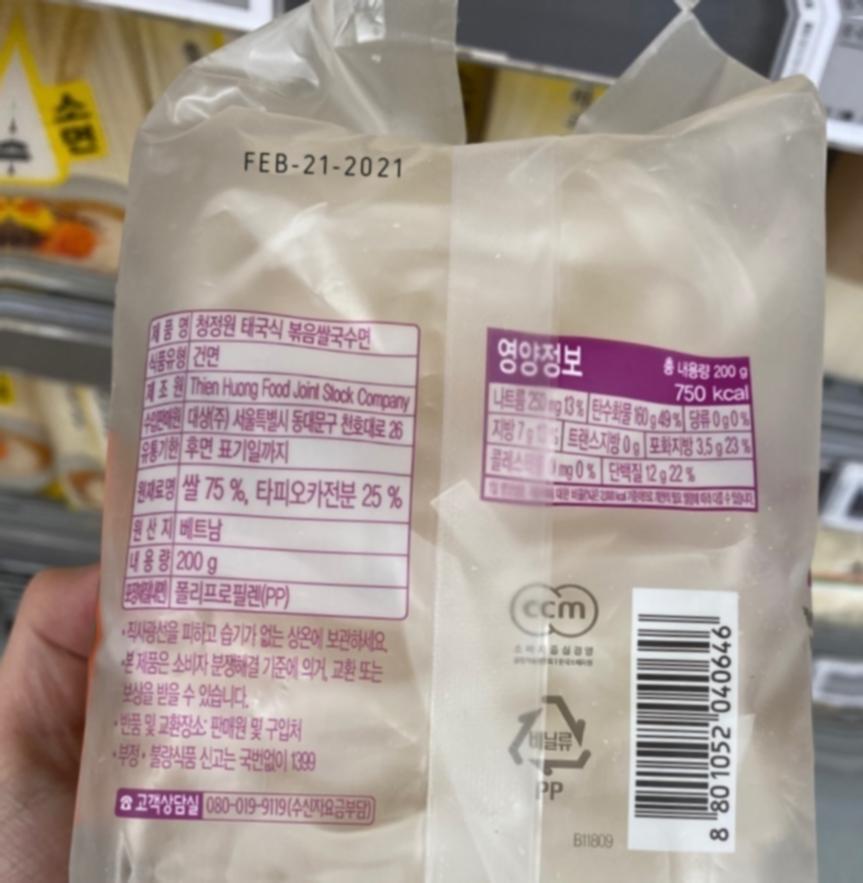 소면
FEB-21-2021
제 품 명 청정원 태국식 볶음쌀국수면
식품유형 건면
제 조 원 Thien Huong Food Joint Stock Company
수입판매원 대상(주) 서울특별시 동대문구 천호대로 26
유통기한 후면 표기일까지
원재료명 쌀 75 %, 타피오카전분 25 %
원 산 지 베트남
내 용 량 200 g
폴리프로필렌(PP)
• 직사광선을 피하고 습기가 없는 상온에 보관하세요.
• 본 제품은 소비자 분쟁해결 기준에 의거, 교환 또는
보상을 받을 수 있습니다.
• 반품 및 교환장소: 판매원 및 구입처
• 부정 • 불량식품 신고는 국번없이 1399
☎ 고객상담실 080-019-9119(수신자요금부담)
영양정보
총 내용량 200 g
750 kcal
나트륨 250 mg 13 % 탄수화물 160 g 49 % 당류 0 g 0 %
지방 7 g 트랜스지방 0 g 포화지방 3.5 g 23 %
0 mg 0 % 단백질 12 g 22 %
ccm
소비자중심경영
비닐류
PP
B11809
8 801052 040646